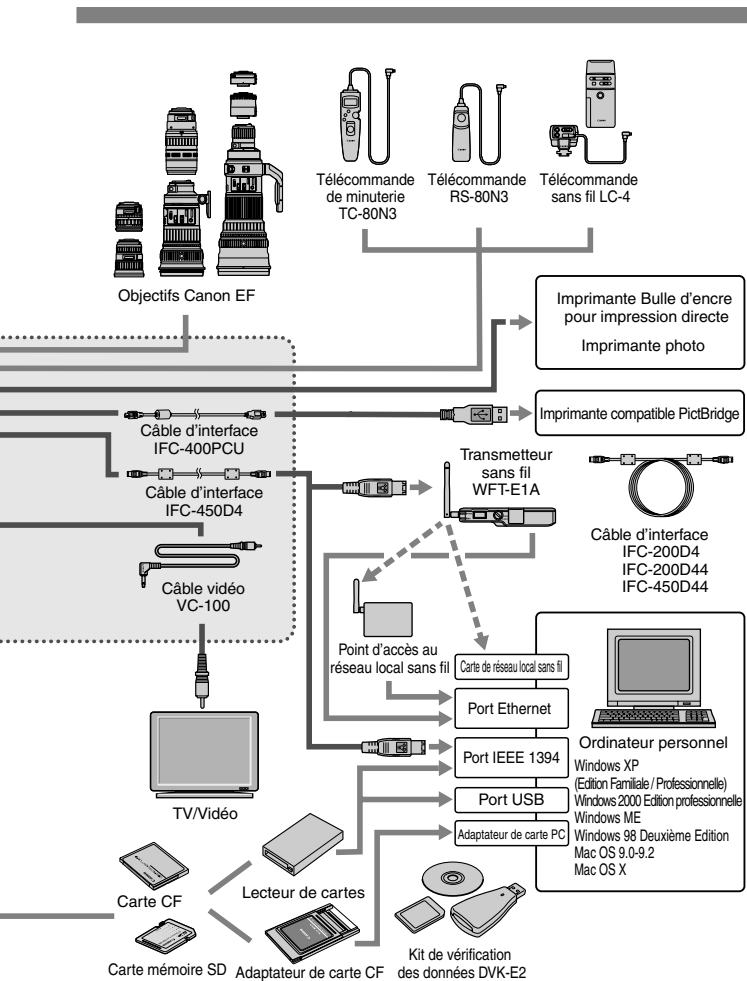 Télécommande
de minuterie
TC-80N3
Télécommande
RS-80N3
Télécommande
sans fil LC-4
Objectifs Canon EF
Imprimante Bulle d'encre
pour impression directe
Imprimante photo
Câble d'interface
IFC-400PCU
Imprimante compatible PictBridge
Câble d'interface
IFC-450D4
Transmetteur
sans fil
WFT-E1A
Câble d'interface
IFC-200D4
IFC-200D44
IFC-450D44
Câble vidéo
VC-100
Point d'accès au
réseau local sans fil
Carte de réseau local sans fil
Port Ethernet
Port IEEE 1394
Port USB
Adaptateur de carte PC
Ordinateur personnel
Windows XP
(Edition Familiale / Professionnelle)
Windows 2000 Edition professionnelle
Windows ME
Windows 98 Deuxième Edition
Mac OS 9.0-9.2
Mac OS X
TV/Vidéo
Carte CF
Lecteur de cartes
Carte mémoire SD
Adaptateur de carte CF
Kit de vérification
des données DVK-E2